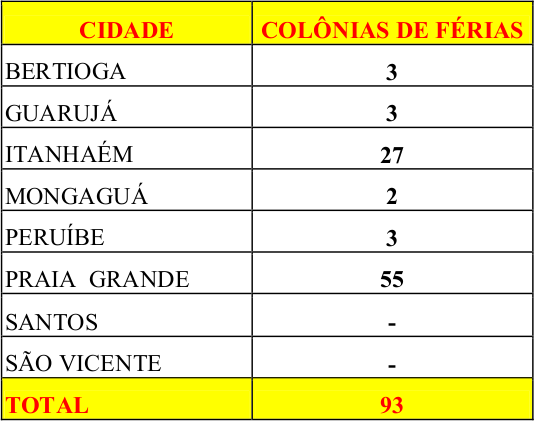 CIDADE COLÔNIAS DE FÉRIAS
BERTIOGA 3
GUARUJÁ 3
ITANHAÉM 27
MONGAGUÁ 2
PERUÍBE 3
PRAIA GRANDE 55
SANTOS -
SÃO VICENTE -
TOTAL 93